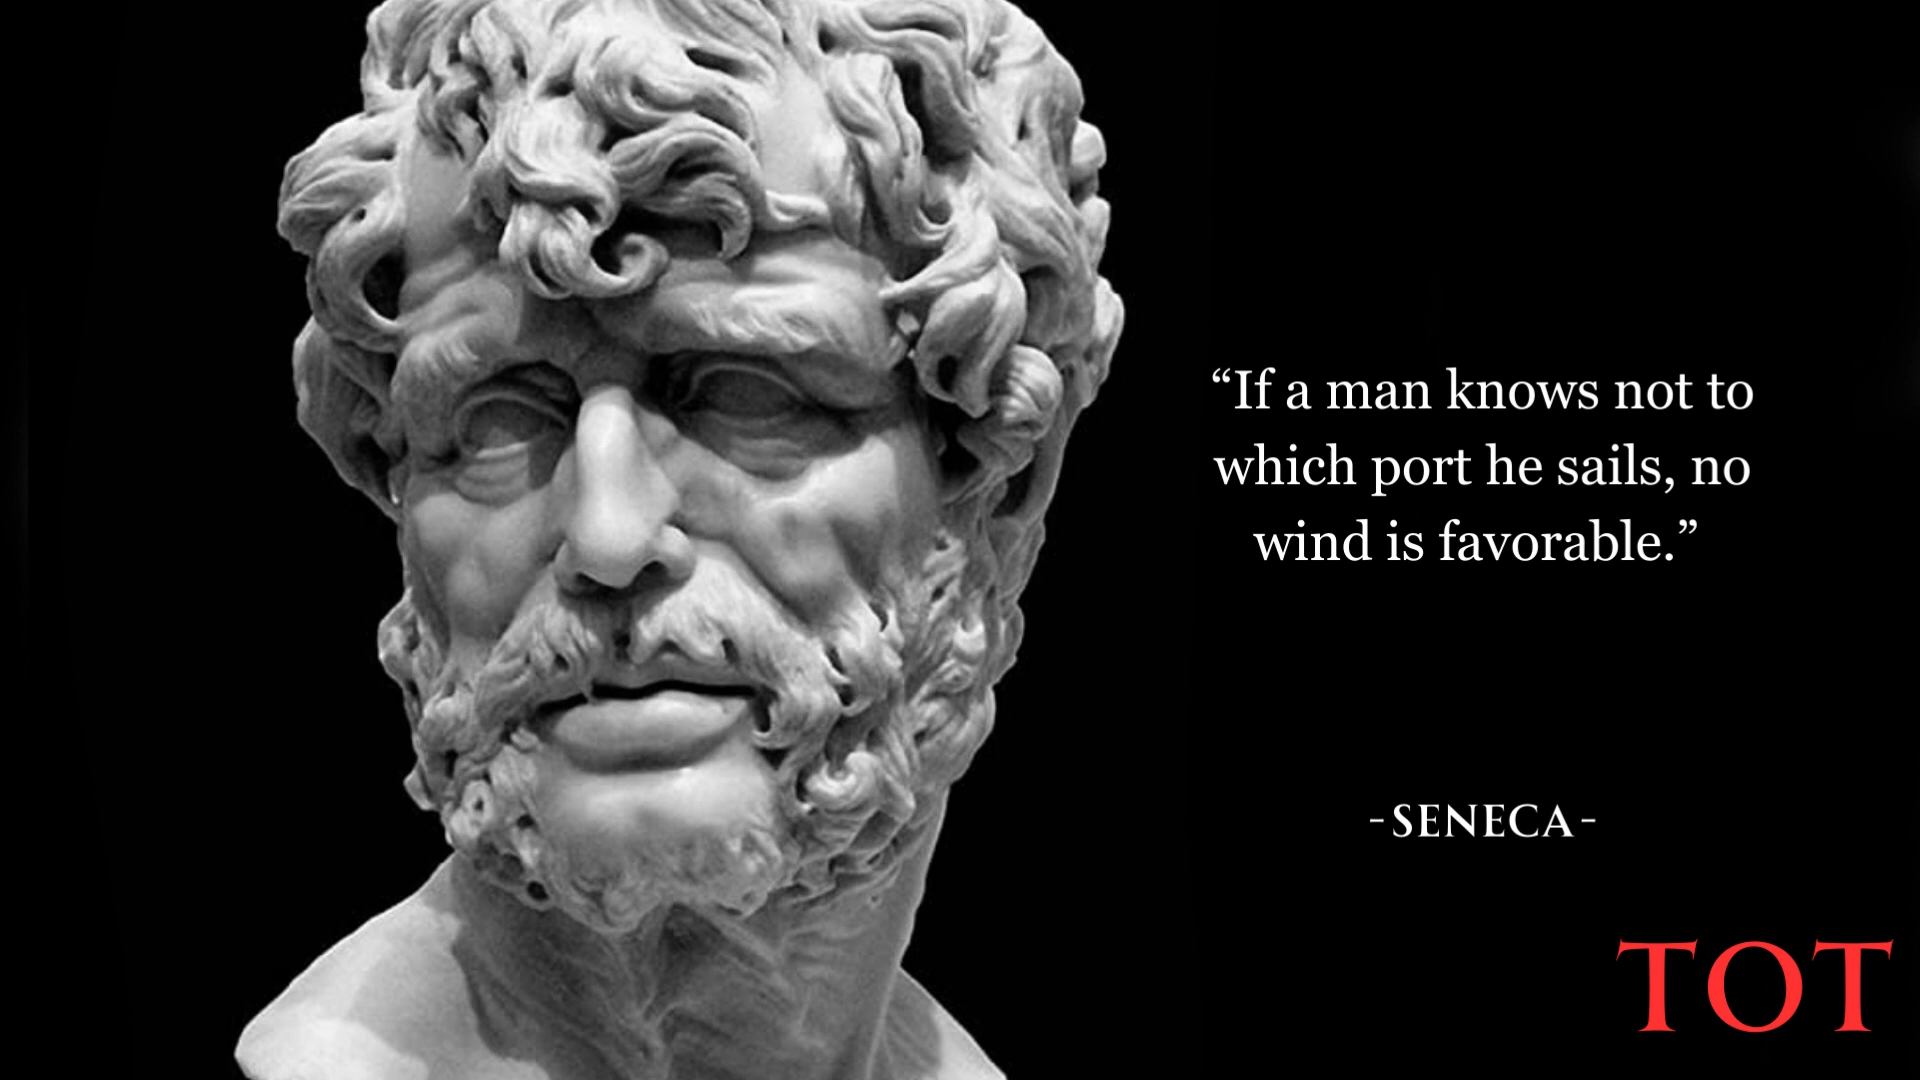 “If a man knows not to
which port he sails, no
wind is favorable.”
-SENECA-
TOT